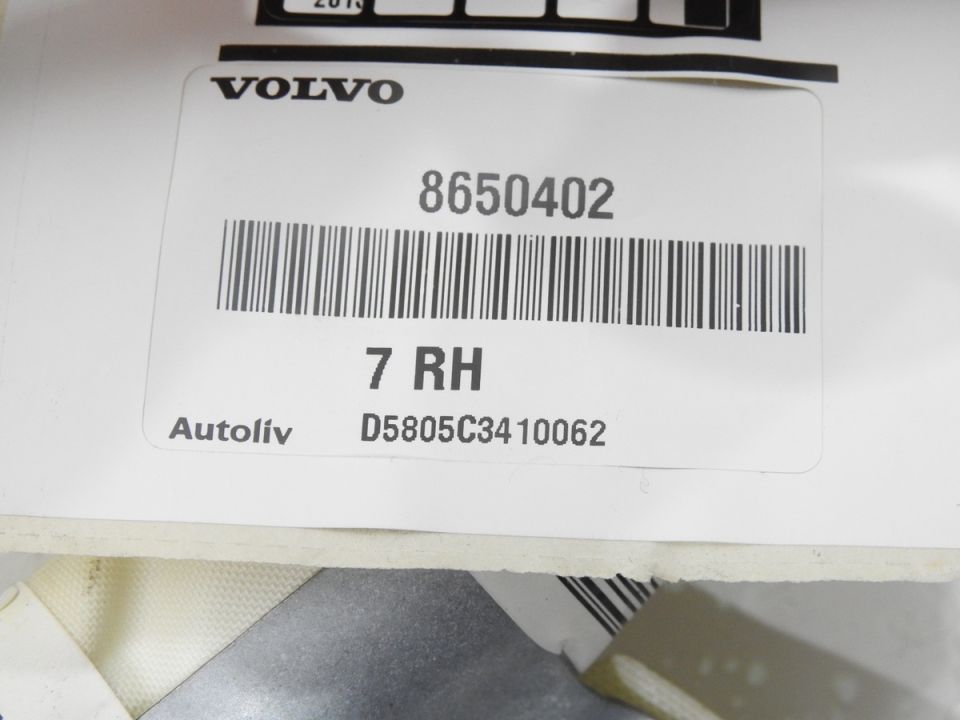 VOLVO
8650402
7 RH
Autoliv D5805C3410062